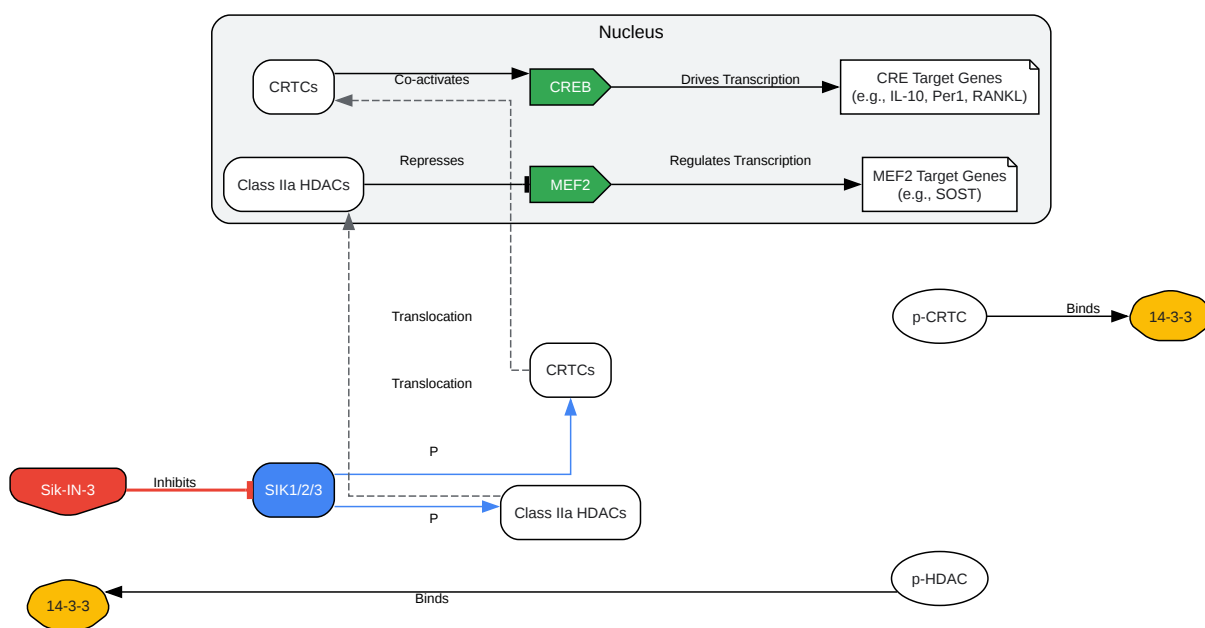 Nucleus
CRTCs
Co-activates
CREB
Drives Transcription
CRE Target Genes
(e.g., IL-10, Per1, RANKL)
Class IIa HDACs
Represses
MEF2
Regulates Transcription
MEF2 Target Genes
(e.g., SOST)
Translocation
p-CRTC
Binds
14-3-3
Translocation
CRTCs
P
Sik-IN-3
Inhibits
SIK1/2/3
P
Class IIa HDACs
14-3-3
Binds
p-HDAC